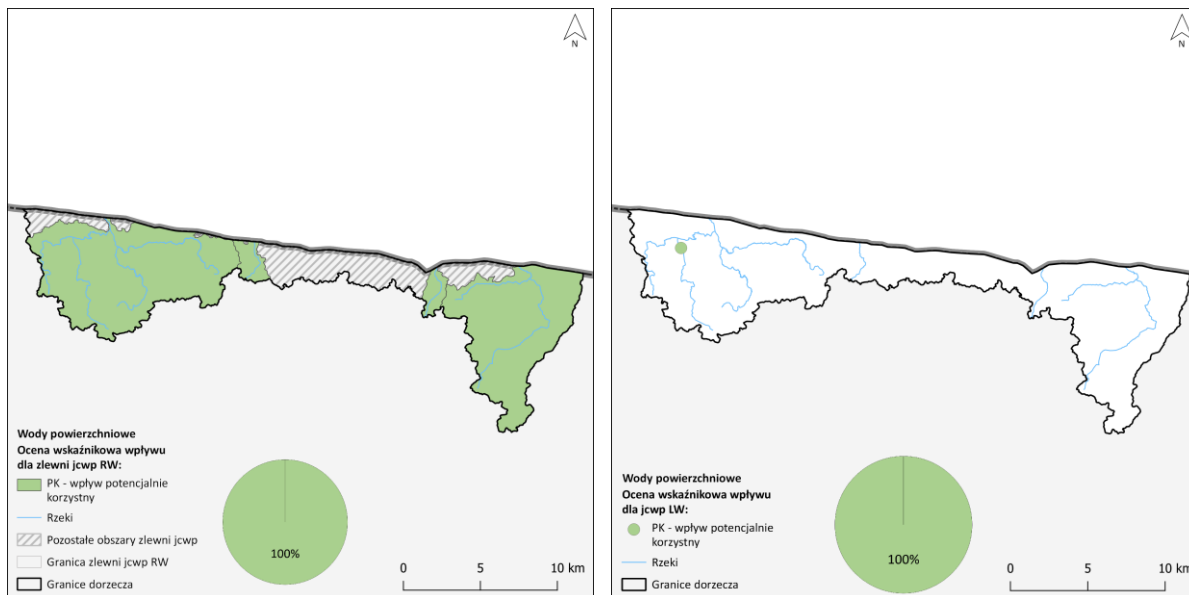 N
Wody powierzchniowe
Ocena wskaźnikowa wpływu
dla zlewni jcwp RW:
PK - wpływ potencjalnie
korzystny
Rzeki
Pozostałe obszary zlewni jcwp
Granica zlewni jcwp RW
Granice dorzecza
100%
0 5 10 km
N
Wody powierzchniowe
Ocena wskaźnikowa wpływu
dla jcwp LW:
PK - wpływ potencjalnie
korzystny
Rzeki
Granice dorzecza
100%
0 5 10 km